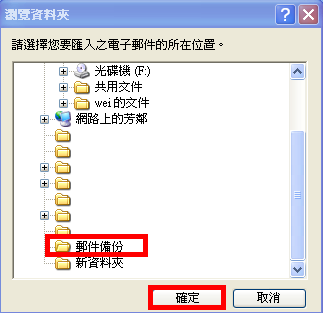 瀏覽資料夾
請選擇您要匯入之電子郵件的所在位置。
光碟機 (F:)
共用文件
wei 的文件
網路上的芳鄰
郵件備份
新資料夾
確定
取消